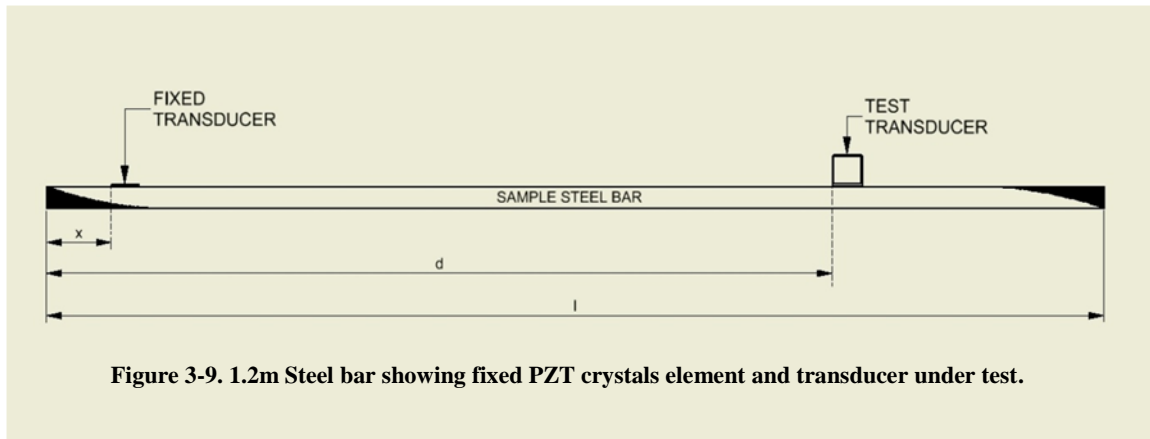 FIXED
TRANSDUCER
TEST
TRANSDUCER
SAMPLE STEEL BAR
x
d
l
Figure 3-9. 1.2m Steel bar showing fixed PZT crystals element and transducer under test.